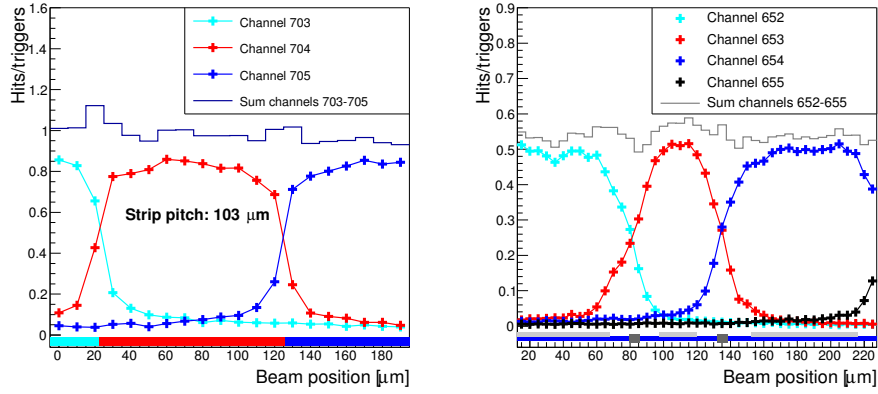 Hits/triggers
1.6
1.4
1.2
1
0.8
0.6
0.4
0.2
0
Channel 703
Channel 704
Channel 705
Sum channels 703-705
Strip pitch: 103 μm
0 20 40 60 80 100 120 140 160 180
Beam position [μm]
Hits/triggers
0.9
0.8
0.7
0.6
0.5
0.4
0.3
0.2
0.1
0
Channel 652
Channel 653
Channel 654
Channel 655
Sum channels 652-655
20 40 60 80 100 120 140 160 180 200 220
Beam position [μm]